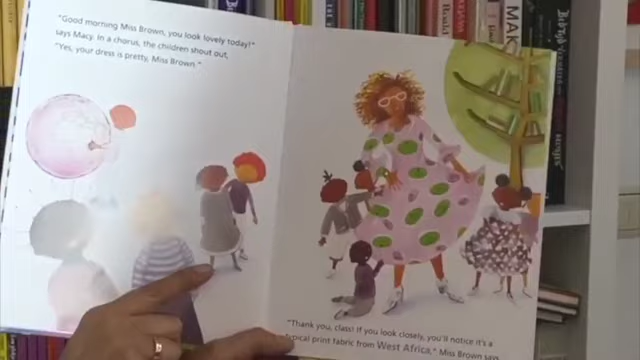 "Good morning Miss Brown, you look lovely today!"
says Macy. In a chorus, the children shout out,
"Yes, your dress is pretty, Miss Brown."
"Thank you, class! If you look closely, you'll notice it's a
typical print fabric from West Africa," Miss Brown says
MAK